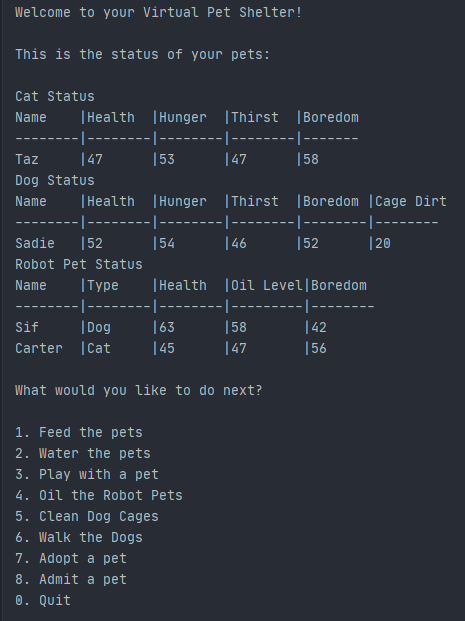 Welcome to your Virtual Pet Shelter!
This is the status of your pets:
Cat Status
Name    |Health  |Hunger  |Thirst  |Boredom
--------|--------|--------|--------|-------
Taz     |47      |53      |47      |58
Dog Status
Name    |Health  |Hunger  |Thirst  |Boredom |Cage Dirt
--------|--------|--------|--------|--------|--------
Sadie   |52      |54      |46      |52      |20
Robot Pet Status
Name    |Type    |Health  |Oil Level|Boredom
--------|--------|--------|---------|--------
Sif     |Dog     |63      |58       |42
Carter  |Cat     |45      |47       |56
What would you like to do next?
1. Feed the pets
2. Water the pets
3. Play with a pet
4. Oil the Robot Pets
5. Clean Dog Cages
6. Walk the Dogs
7. Adopt a pet
8. Admit a pet
0. Quit